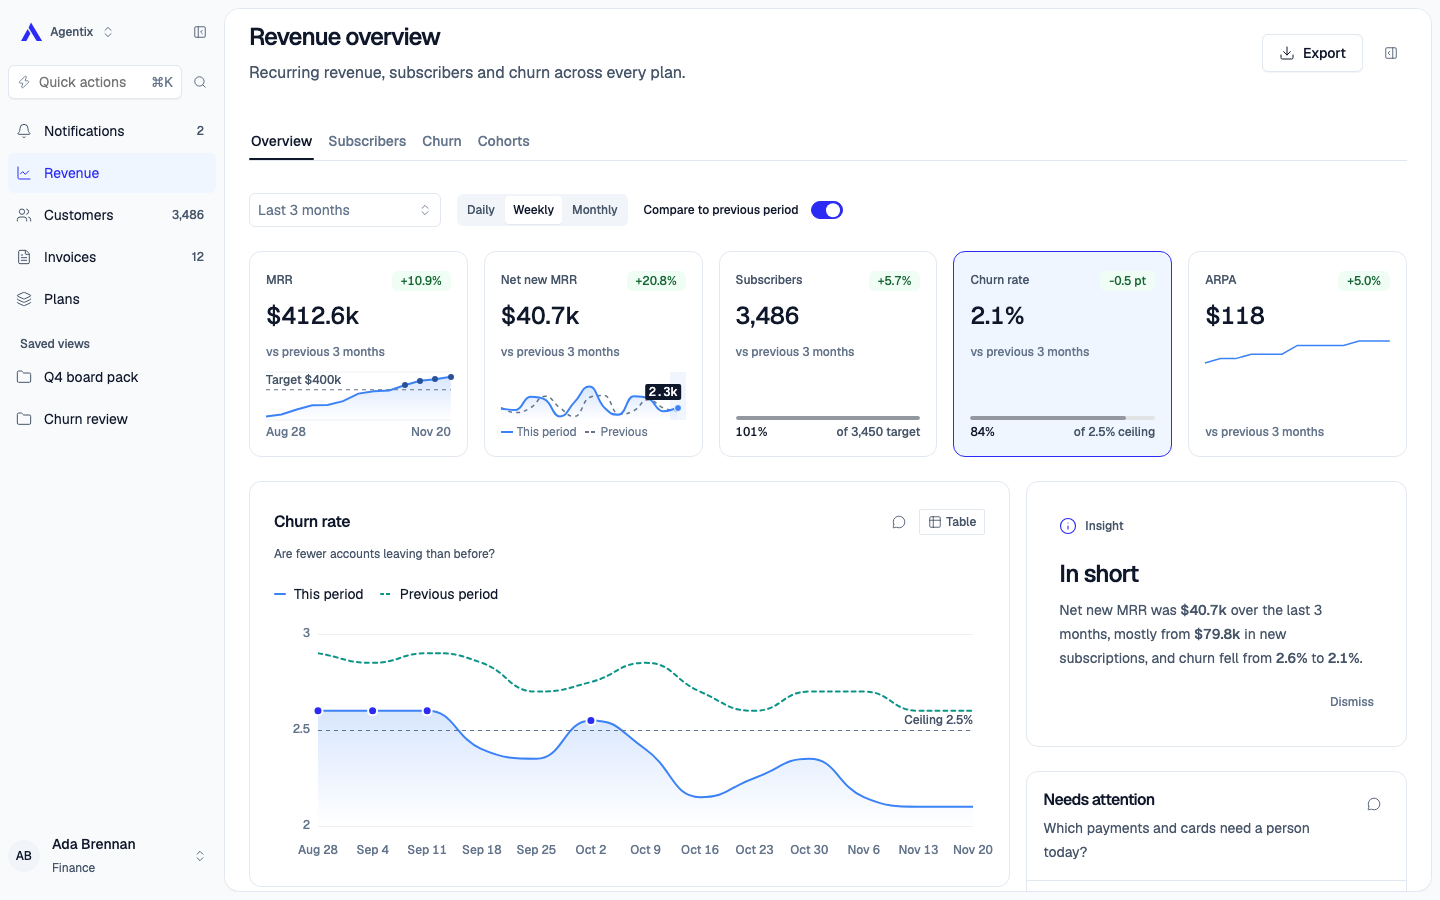 Agentix
Quick actions ⌘K
Notifications 2
Revenue
Customers 3,486
Invoices 12
Plans
Saved views
Q4 board pack
Churn review
AB
Ada Brennan
Finance
Revenue overview
Recurring revenue, subscribers and churn across every plan.
Export
Overview Subscribers Churn Cohorts
Last 3 months
Daily Weekly Monthly
Compare to previous period
MRR +10.9%
$412.6k
vs previous 3 months
Target $400k
Aug 28 Nov 20
Net new MRR +20.8%
$40.7k
vs previous 3 months
2.3k
This period Previous
Subscribers +5.7%
3,486
vs previous 3 months
101% of 3,450 target
Churn rate -0.5 pt
2.1%
vs previous 3 months
84% of 2.5% ceiling
ARPA +5.0%
$118
vs previous 3 months
Churn rate
Table
Are fewer accounts leaving than before?
This period Previous period
3
2.5
2
Ceiling 2.5%
Aug 28 Sep 4 Sep 11 Sep 18 Sep 25 Oct 2 Oct 9 Oct 16 Oct 23 Oct 30 Nov 6 Nov 13 Nov 20
Insight
In short
Net new MRR was $40.7k over the last 3
months, mostly from $79.8k in new
subscriptions, and churn fell from 2.6% to 2.1%.
Dismiss
Needs attention
Which payments and cards need a person
today?